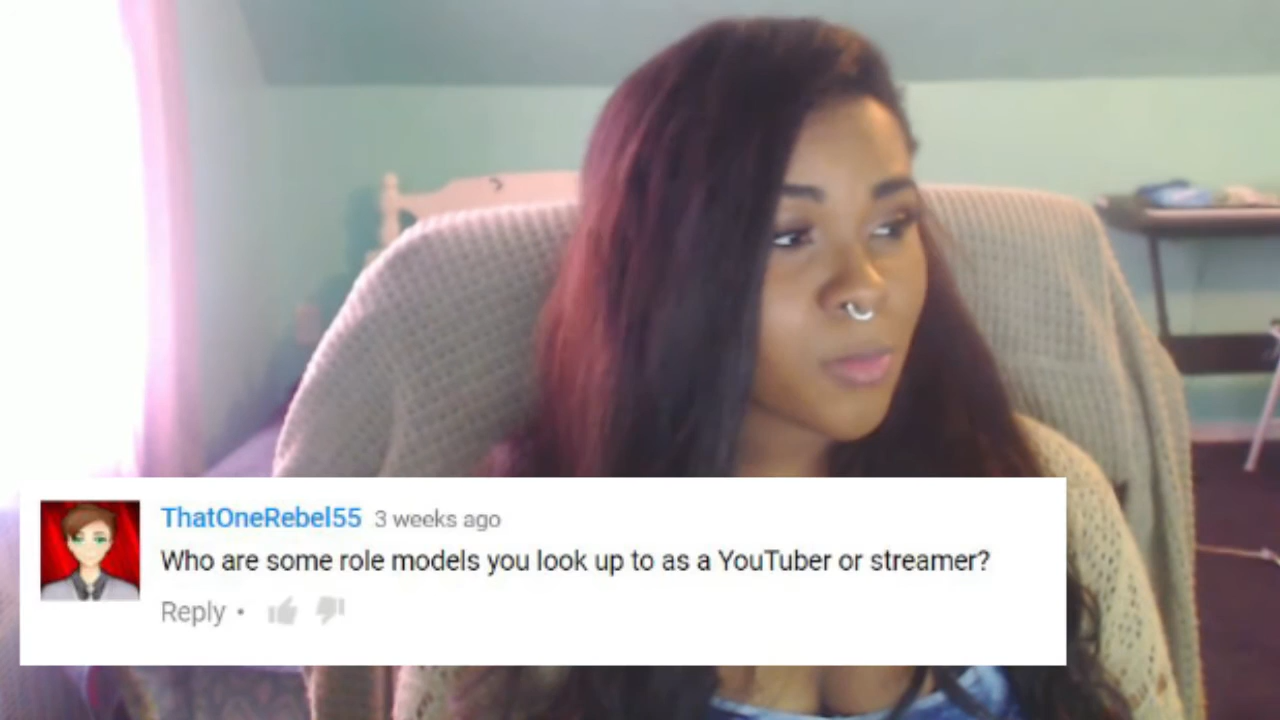 ThatOneRebel55 3 weeks ago
Who are some role models you look up to as a YouTuber or streamer?
Reply •